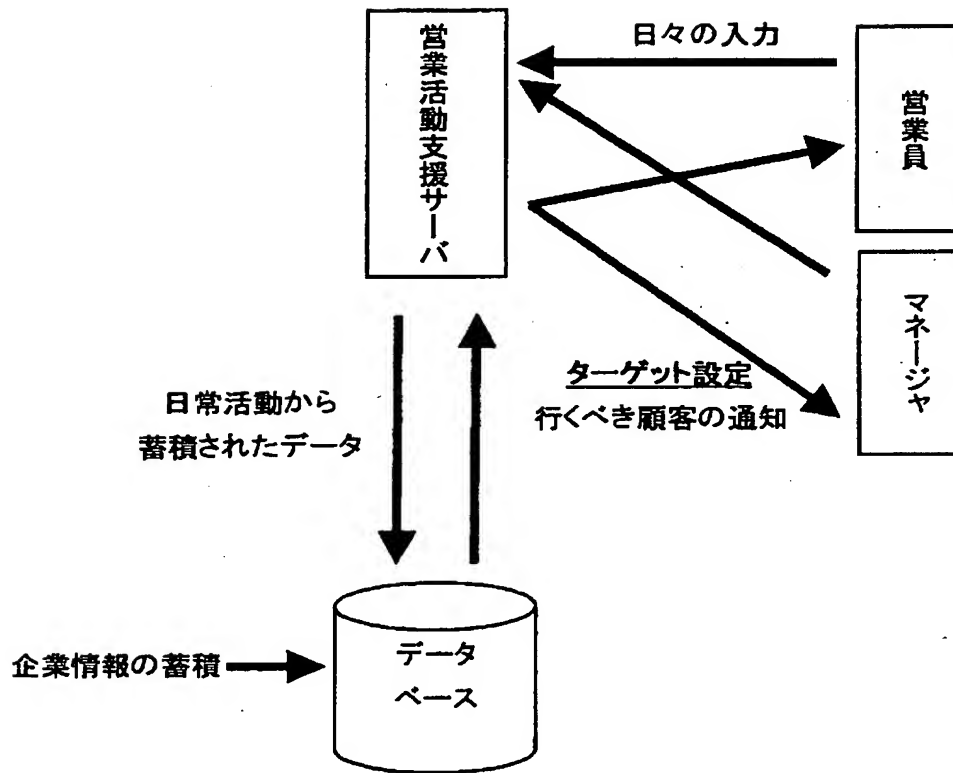 営業活動支援サーバ
日々の入力
営業員
マネージャ
ターゲット設定
行くべき顧客の通知
日常活動から
蓄積されたデータ
企業情報の蓄積
データ
ベース